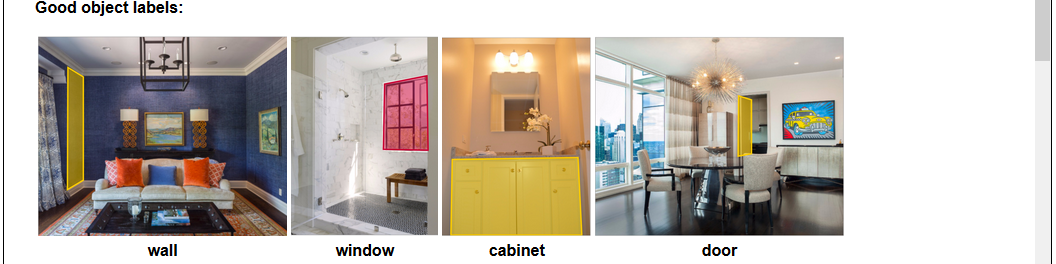 Good object labels:
wall
window
cabinet
door